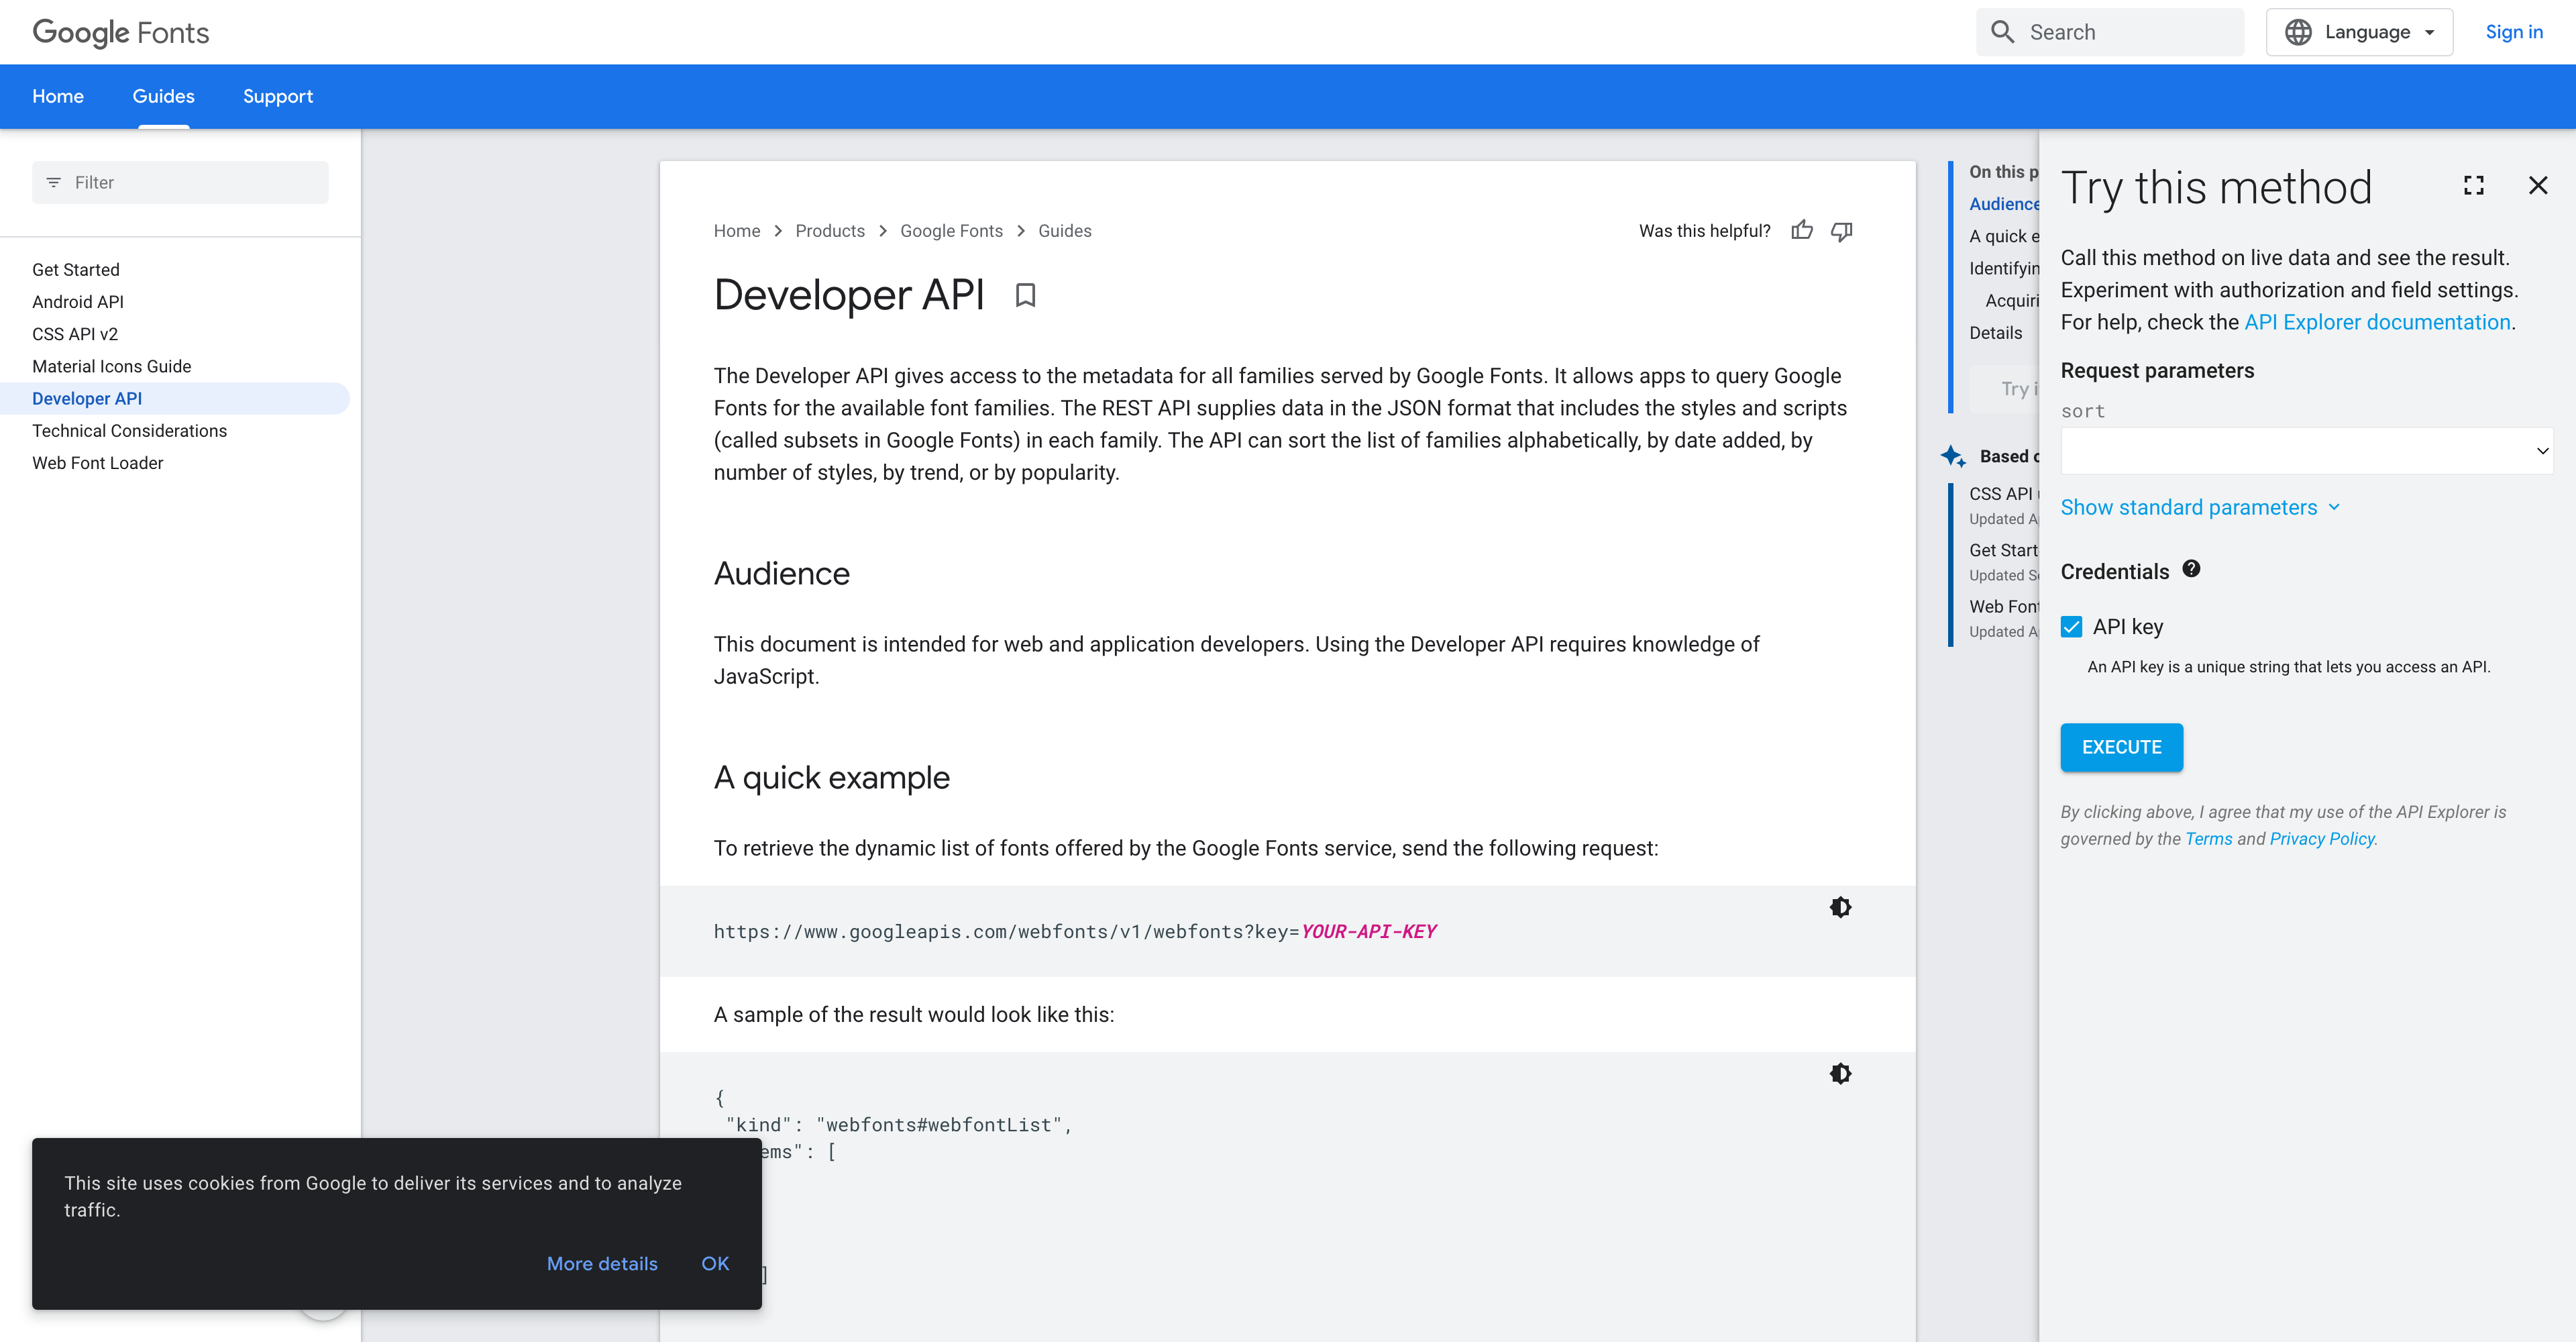 Google Fonts
Search
Language
Sign in
Home
Guides
Support
Filter
Get Started
Android API
CSS API v2
Material Icons Guide
Developer API
Technical Considerations
Web Font Loader
Home > Products > Google Fonts > Guides
Was this helpful?
Developer API
The Developer API gives access to the metadata for all families served by Google Fonts. It allows apps to query Google
Fonts for the available font families. The REST API supplies data in the JSON format that includes the styles and scripts
(called subsets in Google Fonts) in each family. The API can sort the list of families alphabetically, by date added, by
number of styles, by trend, or by popularity.
Audience
This document is intended for web and application developers. Using the Developer API requires knowledge of
JavaScript.
A quick example
To retrieve the dynamic list of fonts offered by the Google Fonts service, send the following request:
https://www.googleapis.com/webfonts/v1/webfonts?key=YOUR-API-KEY
A sample of the result would look like this:
{
"kind": "webfonts#webfontList",
ems": [
]
This site uses cookies from Google to deliver its services and to analyze
traffic.
More details
OK
On this p
Audience
A quick e
Identifyin
Acquiri
Details
Try i
Based o
CSS API
Updated A
Get Start
Updated Se
Web Font
Updated A
Try this method
Call this method on live data and see the result.
Experiment with authorization and field settings.
For help, check the API Explorer documentation.
Request parameters
sort
Show standard parameters
Credentials
API key
An API key is a unique string that lets you access an API.
EXECUTE
By clicking above, I agree that my use of the API Explorer is
governed by the Terms and Privacy Policy.